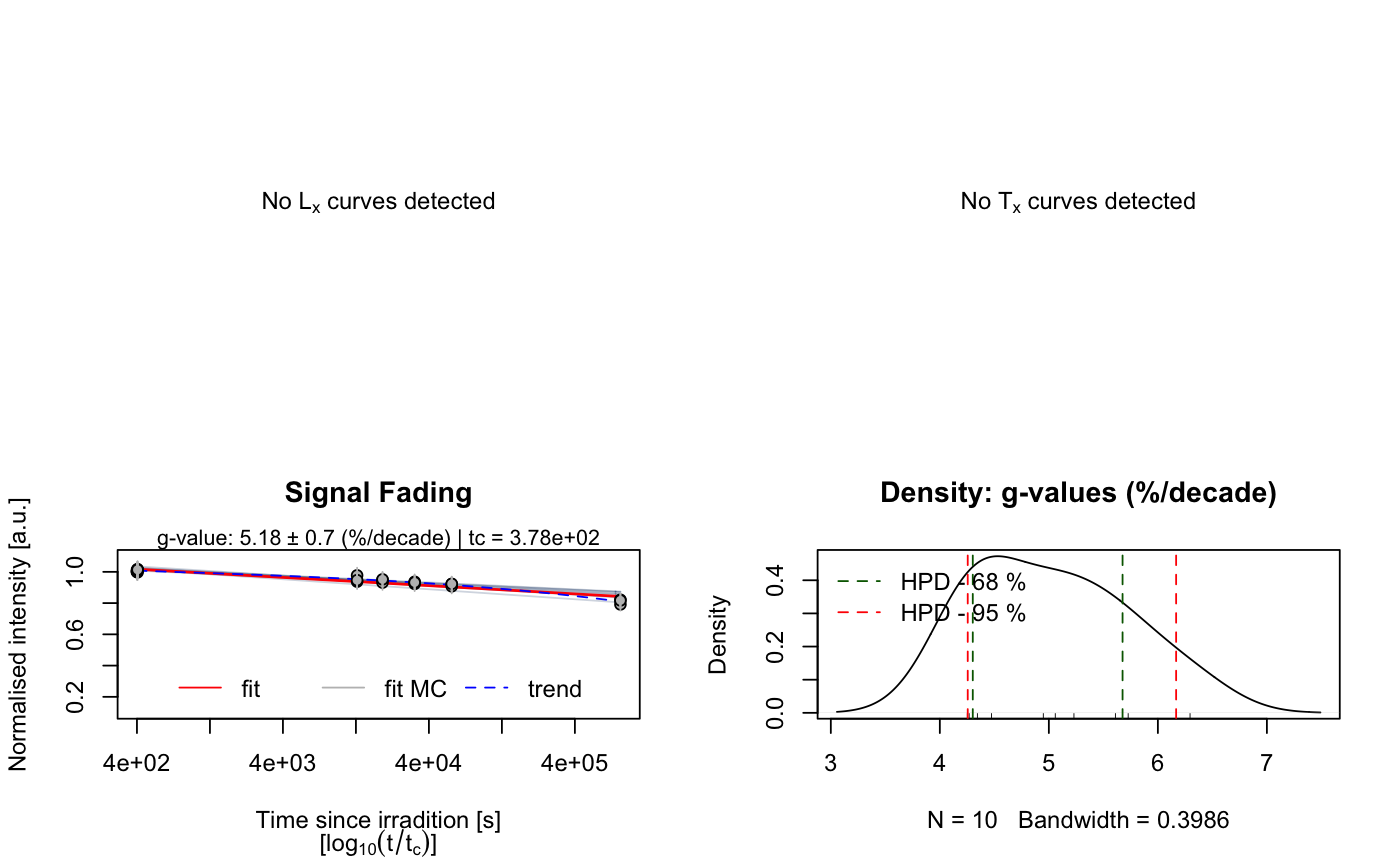 No Lx curves detected
No Tx curves detected
Signal Fading
g-value: 5.18 ± 0.7 (%/decade) | tc = 3.78e+02
Normalised intensity [a.u.]
1.0
0.6
0.2
fit
fit MC
trend
4e+02
4e+03
4e+04
4e+05
Time since irradition [s]
[log10(t/tc)]
Density: g-values (%/decade)
Density
0.4
0.2
0.0
HPD - 68 %
HPD - 95 %
3
4
5
6
7
N = 10 Bandwidth = 0.3986